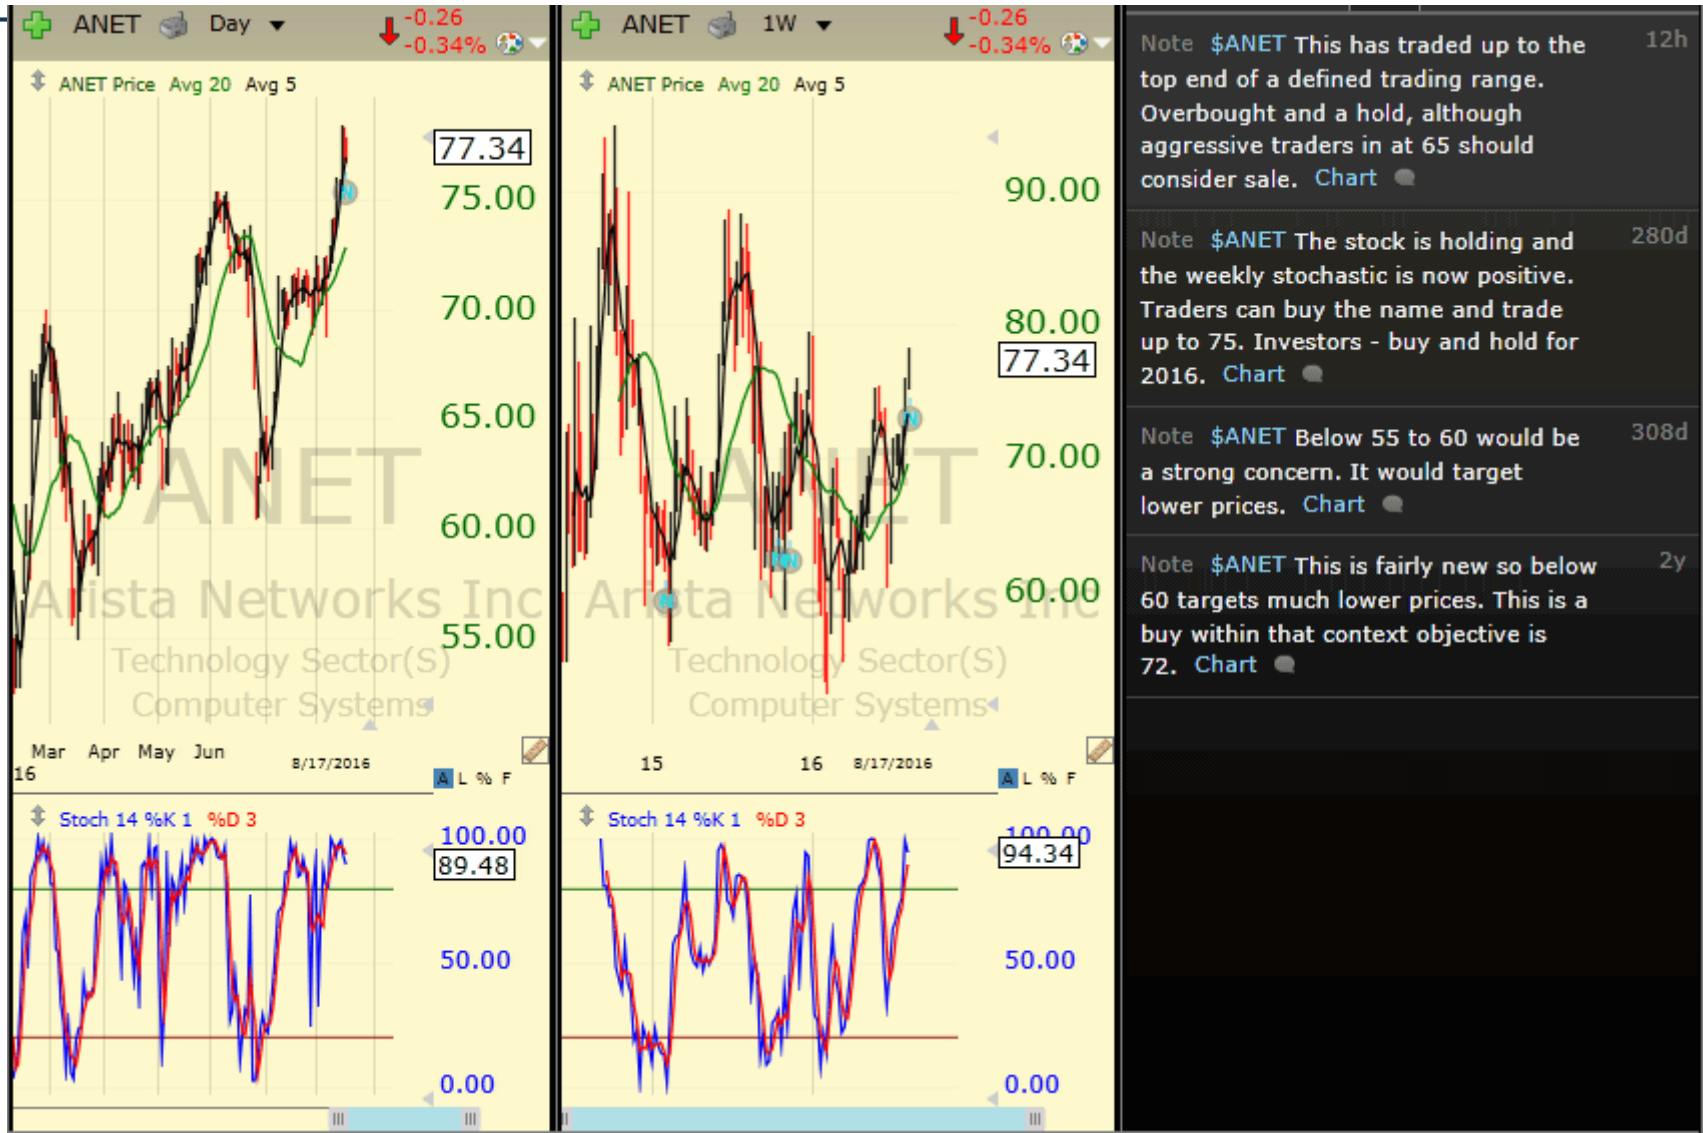 ANET Day
-0.26
-0.34%
ANET Price Avg 20 Avg 5
77.34
75.00
70.00
65.00
60.00
55.00
ANET
Arista Networks Inc
Technology Sector(S)
Computer Systems
N
Mar Apr May Jun
16
8/17/2016
A L % F
Stoch 14 %K 1 %D 3
100.00
89.48
50.00
0.00
ANET 1W
-0.26
-0.34%
ANET Price Avg 20 Avg 5
90.00
80.00
77.34
70.00
60.00
ANET
Arista Networks Inc
Technology Sector(S)
Computer Systems
N
N
N
15 16 8/17/2016
A L % F
Stoch 14 %K 1 %D 3
100.00
94.34
50.00
0.00
Note $ANET This has traded up to the 12h
top end of a defined trading range.
Overbought and a hold, although
aggressive traders in at 65 should
consider sale. Chart
Note $ANET The stock is holding and 280d
the weekly stochastic is now positive.
Traders can buy the name and trade
up to 75. Investors - buy and hold for
2016. Chart
Note $ANET Below 55 to 60 would be 308d
a strong concern. It would target
lower prices. Chart
Note $ANET This is fairly new so below 2y
60 targets much lower prices. This is a
buy within that context objective is
72. Chart